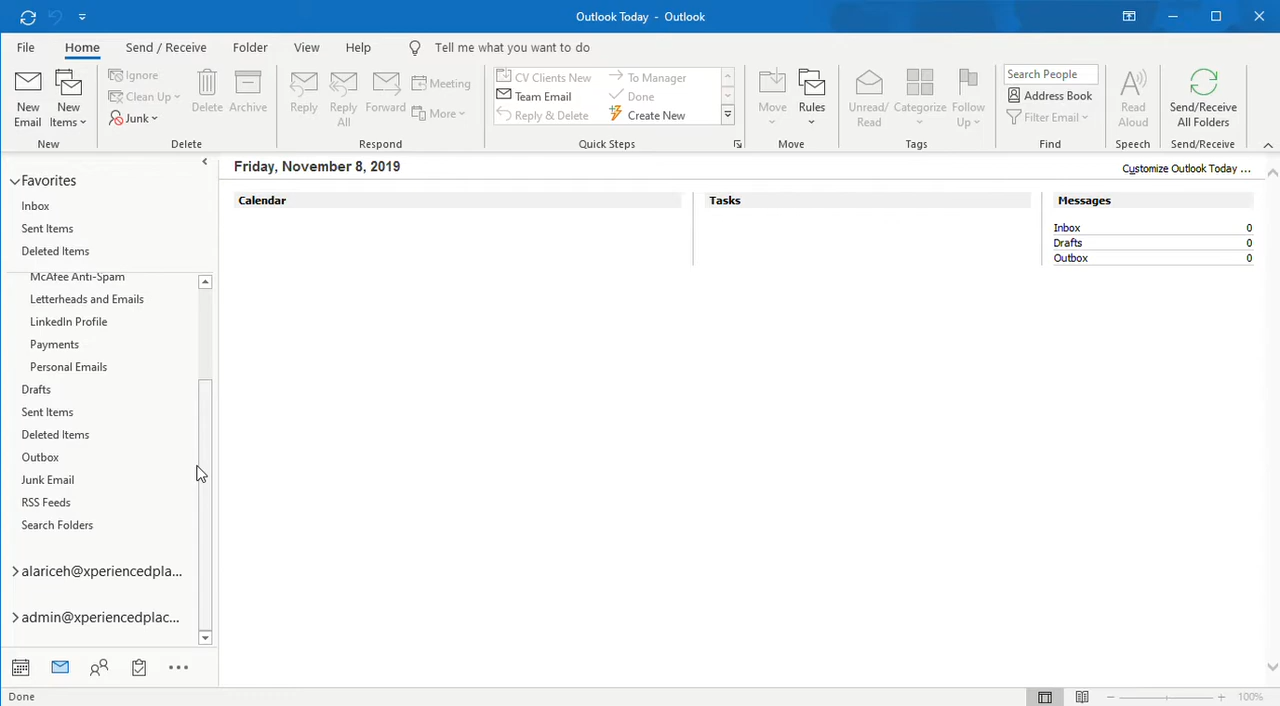 Outlook Today - Outlook
File Home Send / Receive Folder View Help Tell me what you want to do
New Email
New Items
New
Ignore
Clean Up
Junk
Delete
Archive
Delete
Reply
Reply All
Forward
Meeting
More
Respond
CV Clients New
Team Email
Reply & Delete
To Manager
Done
Create New
Quick Steps
Move
Rules
Move
Unread/ Read
Categorize
Follow Up
Tags
Search People
Address Book
Filter Email
Find
Read Aloud
Speech
Send/Receive All Folders
Send/Receive
Favorites
Inbox
Sent Items
Deleted Items
McAfee Anti-Spam
Letterheads and Emails
LinkedIn Profile
Payments
Personal Emails
Drafts
Sent Items
Deleted Items
Outbox
Junk Email
RSS Feeds
Search Folders
alariceh@xperiencedpla...
admin@xperiencedplac...
Friday, November 8, 2019
Customize Outlook Today ...
Calendar
Tasks
Messages
Inbox 0
Drafts 0
Outbox 0
Done
100%